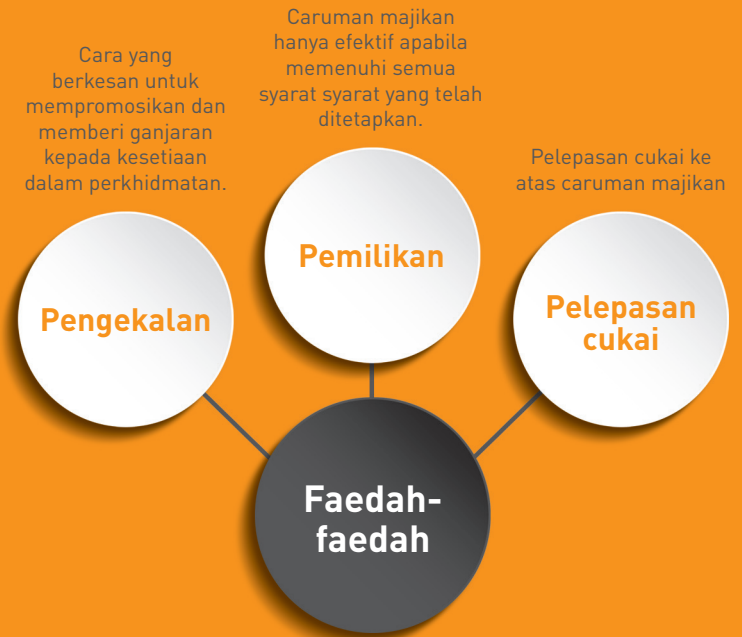 Cara yang
berkesan untuk
mempromosikan dan
memberi ganjaran
kepada kesetiaan
dalam perkhidmatan.
Pengekalan
Caruman majikan
hanya efektif apabila
memenuhi semua
syarat syarat yang telah
ditetapkan.
Pemilikan
Pelepasan cukai ke
atas caruman majikan
Pelepasan
cukai
Faedah-
faedah